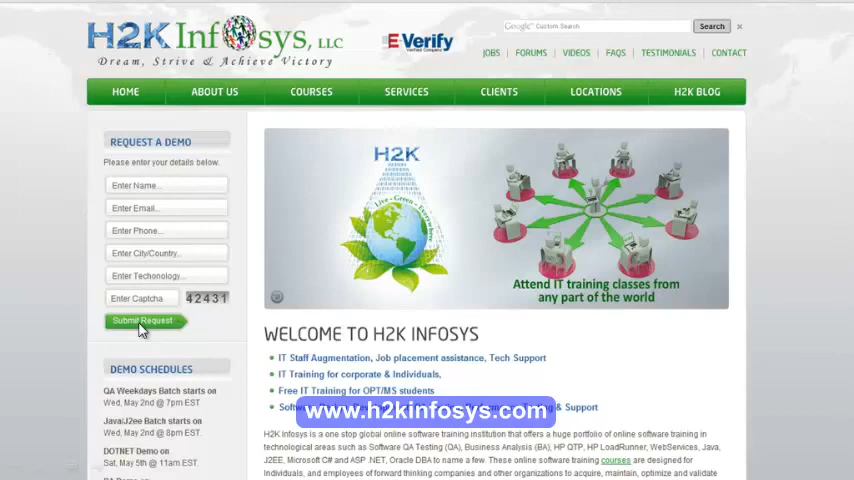 H2K Infosys, LLC
Dream, Strive & Achieve Victory
E Verify
Google Custom Search
Search
JOBS FORUMS VIDEOS FAQS TESTIMONIALS CONTACT
HOME ABOUT US COURSES SERVICES CLIENTS LOCATIONS H2K BLOG
REQUEST A DEMO
Please enter your details below.
Enter Name...
Enter Email...
Enter Phone...
Enter City/Country...
Enter Techonology...
Enter Captcha 42431
Submit Request
DEMO SCHEDULES
QA Weekdays Batch starts on
Wed, May 2nd @ 7pm EST
Java/J2ee Batch starts on
Wed, May 2nd @ 8pm EST.
DOTNET Demo on
Sat, May 5th @ 11am EST.
H2K
Live - Green - Everywhere
Attend IT training classes from
any part of the world
WELCOME TO H2K INFOSYS
IT Staff Augmentation, Job placement assistance, Tech Support
IT Training for corporate & Individuals,
Free IT Training for OPT/MS students
& Support
www.h2kinfosys.com
H2K Infosys is a one stop global online software training institution that offers a huge portfolio of online software training in
technological areas such as Software QA Testing (QA), Business Analysis (BA), HP QTP, HP LoadRunner, WebServices, Java,
J2EE, Microsoft C# and ASP .NET, Oracle DBA to name a few. These online software training courses are designed for
Individuals, and employees of forward thinking companies and other organizations to acquire, maintain, optimize and update